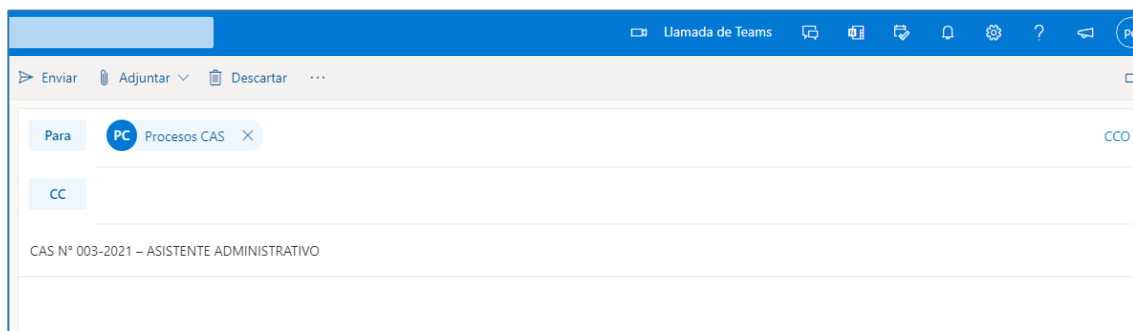 Llamada de Teams
Enviar Adjuntar Descartar ...
Para PC Procesos CAS CCO
CC
CAS N° 003-2021 – ASISTENTE ADMINISTRATIVO